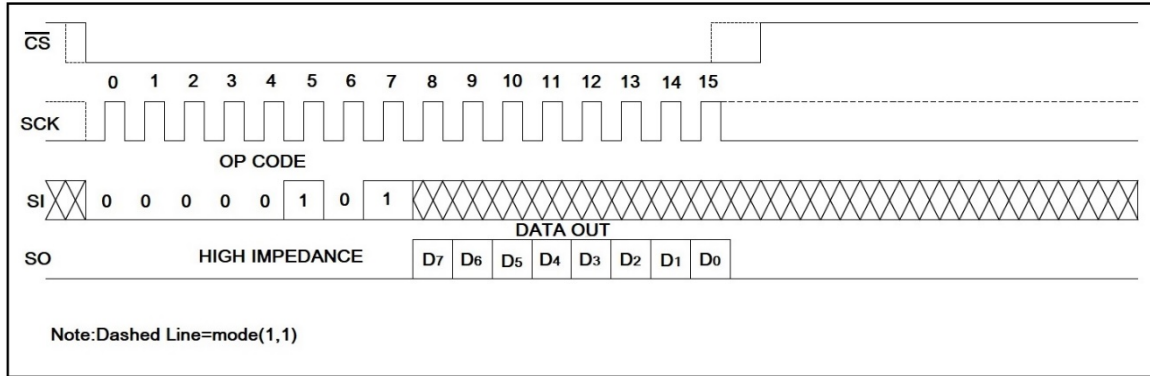 CS
0 1 2 3 4 5 6 7 8 9 10 11 12 13 14 15
SCK
OP CODE
SI 0 0 0 0 0 1 0 1
DATA OUT
SO HIGH IMPEDANCE D7 D6 D5 D4 D3 D2 D1 D0
Note:Dashed Line=mode(1,1)